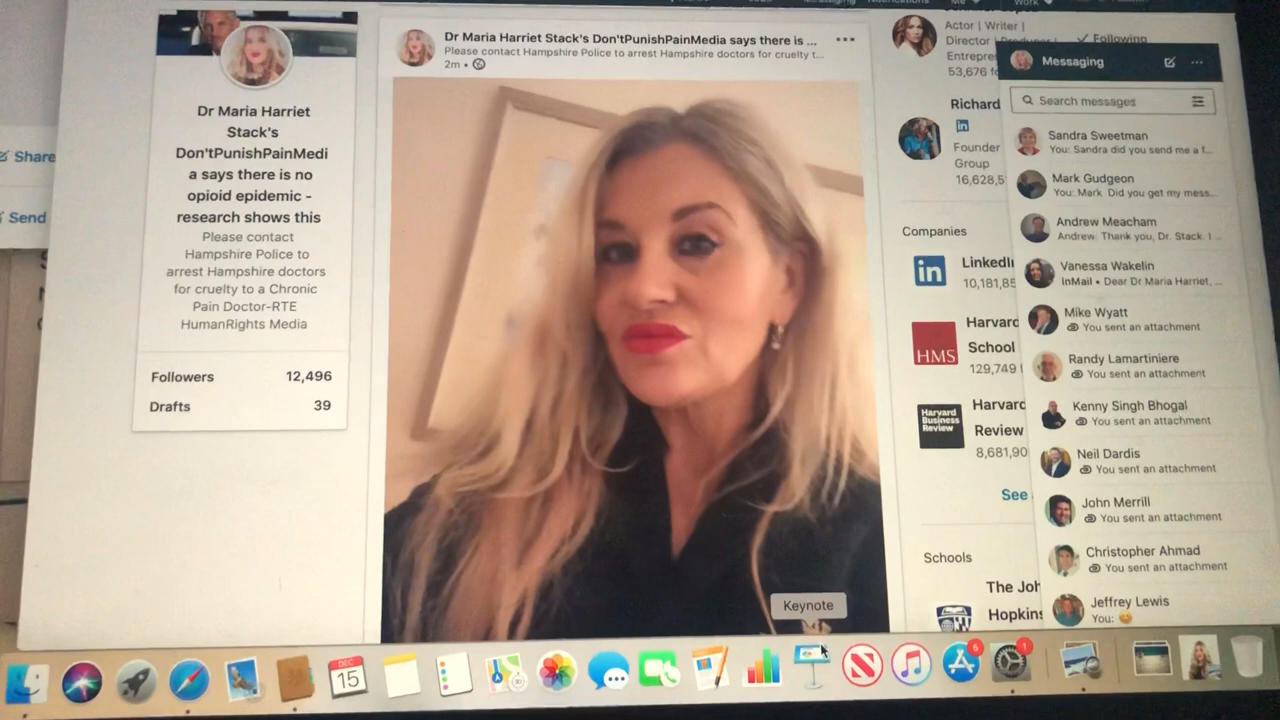 Share
Send
Dr Maria Harriet
Stack's
Don'tPunishPainMedi
a says there is no
opioid epidemic -
research shows this
Please contact
Hampshire Police to
arrest Hampshire doctors
for cruelty to a Chronic
Pain Doctor-RTE
HumanRights Media
Followers 12,496
Drafts 39
Dr Maria Harriet Stack's Don'tPunishPainMedia says there is ...
Please contact Hampshire Police to arrest Hampshire doctors for cruelty t...
2m •
Actor | Writer |
Director | Producer |
Entrepre
53,676 fo
Following
Richard
Founder
Group
16,628,5
Companies
in
LinkedIn
10,181,85
HMS
Harvard
School
129,749
Harvard
Business
Review
Harvard
Review
8,681,90
See
Schools
The Joh
Hopkins
Messaging
Search messages
Sandra Sweetman
You: Sandra did you send me a f...
Mark Gudgeon
You: Mark Did you get my mess...
Andrew Meacham
Andrew: Thank you, Dr. Stack. I ...
Vanessa Wakelin
InMail • Dear Dr Maria Harriet, ...
Mike Wyatt
You sent an attachment
Randy Lamartiniere
You sent an attachment
Kenny Singh Bhogal
You sent an attachment
Neil Dardis
You sent an attachment
John Merrill
You sent an attachment
Christopher Ahmad
You sent an attachment
Jeffrey Lewis
You: 😊
Keynote
DEC
15
5
1